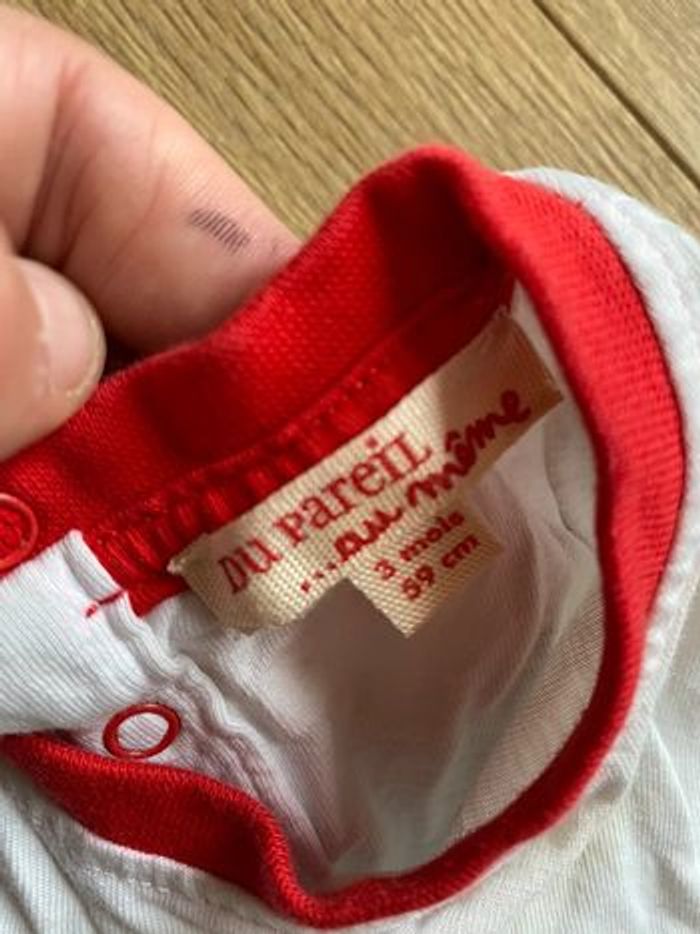 DU PAREIL
...au même
3 mois
59 cm